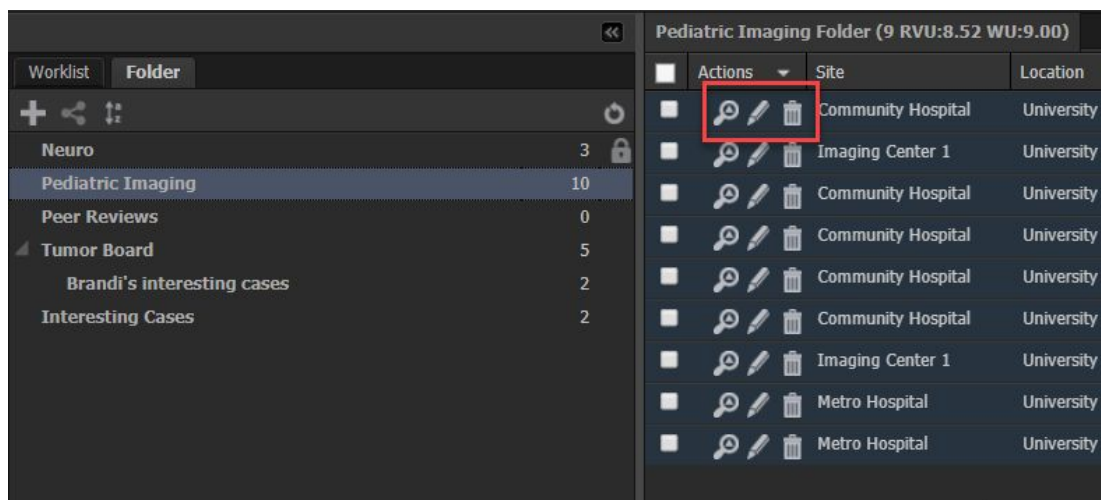 Pediatric Imaging Folder (9 RVU:8.52 WU:9.00)
Worklist Folder
Neuro 3
Pediatric Imaging 10
Peer Reviews 0
Tumor Board 5
Brandi's interesting cases 2
Interesting Cases 2
Actions Site Location
Community Hospital University
Imaging Center 1 University
Community Hospital University
Community Hospital University
Community Hospital University
Community Hospital University
Imaging Center 1 University
Metro Hospital University
Metro Hospital University